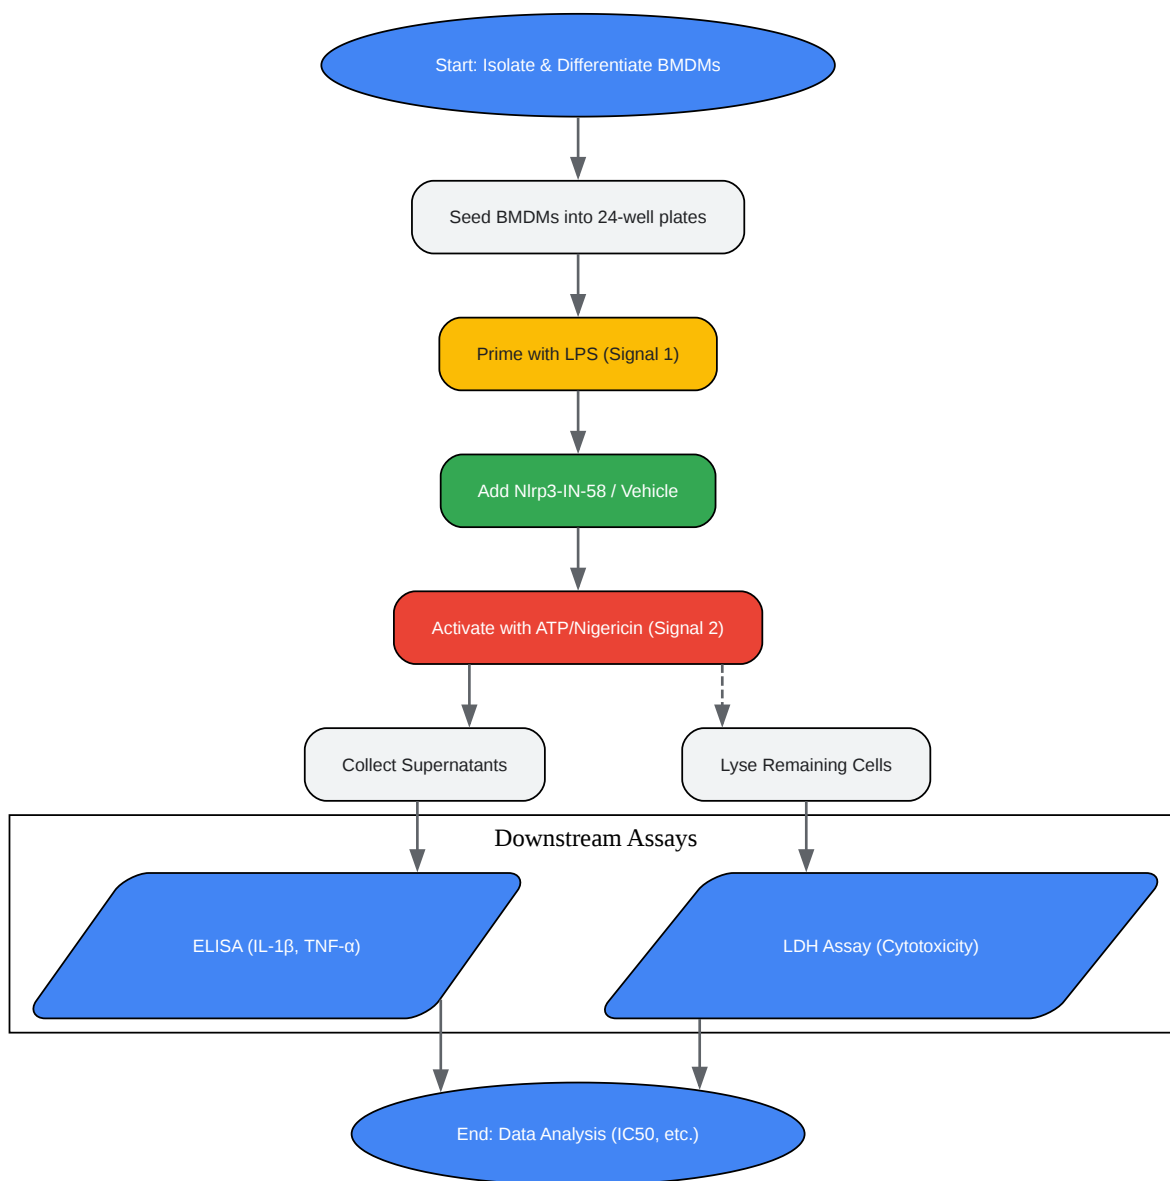 Start: Isolate & Differentiate BMDMs
Seed BMDMs into 24-well plates
Prime with LPS (Signal 1)
Add Nlrp3-IN-58 / Vehicle
Activate with ATP/Nigericin (Signal 2)
Collect Supernatants
Lyse Remaining Cells
Downstream Assays
ELISA (IL-1β, TNF-α)
LDH Assay (Cytotoxicity)
End: Data Analysis (IC50, etc.)